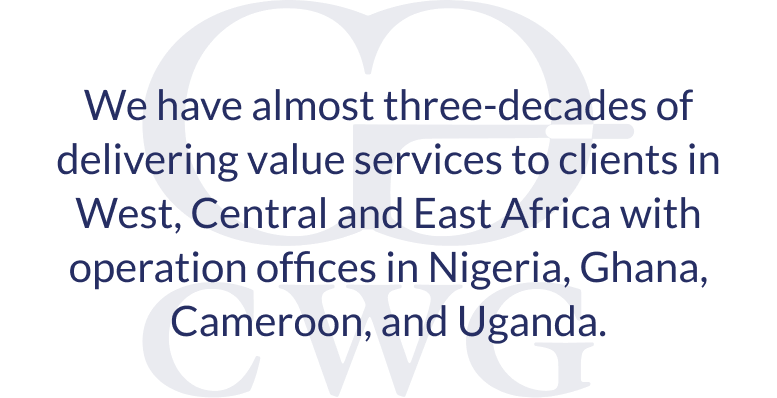 We have almost three-decades of
delivering value services to clients in
West, Central and East Africa with
operation offices in Nigeria, Ghana,
Cameroon, and Uganda.
CWG